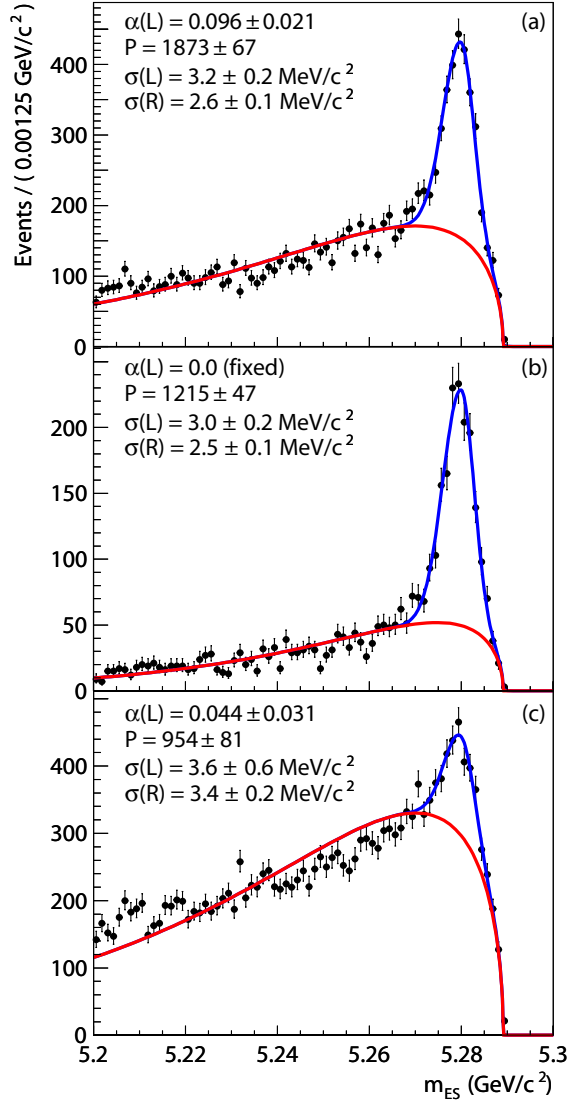 α(L) = 0.096 ± 0.021 (a)
P = 1873 ± 67
σ(L) = 3.2 ± 0.2 MeV/c²
σ(R) = 2.6 ± 0.1 MeV/c²
Events / ( 0.00125 GeV/c² )
400
300
200
100
0
α(L) = 0.0 (fixed) (b)
P = 1215 ± 47
σ(L) = 3.0 ± 0.2 MeV/c²
σ(R) = 2.5 ± 0.1 MeV/c²
200
150
100
50
0
α(L) = 0.044 ± 0.031 (c)
P = 954 ± 81
σ(L) = 3.6 ± 0.6 MeV/c²
σ(R) = 3.4 ± 0.2 MeV/c²
400
300
200
100
0
5.2 5.22 5.24 5.26 5.28 5.3
m_ES (GeV/c²)